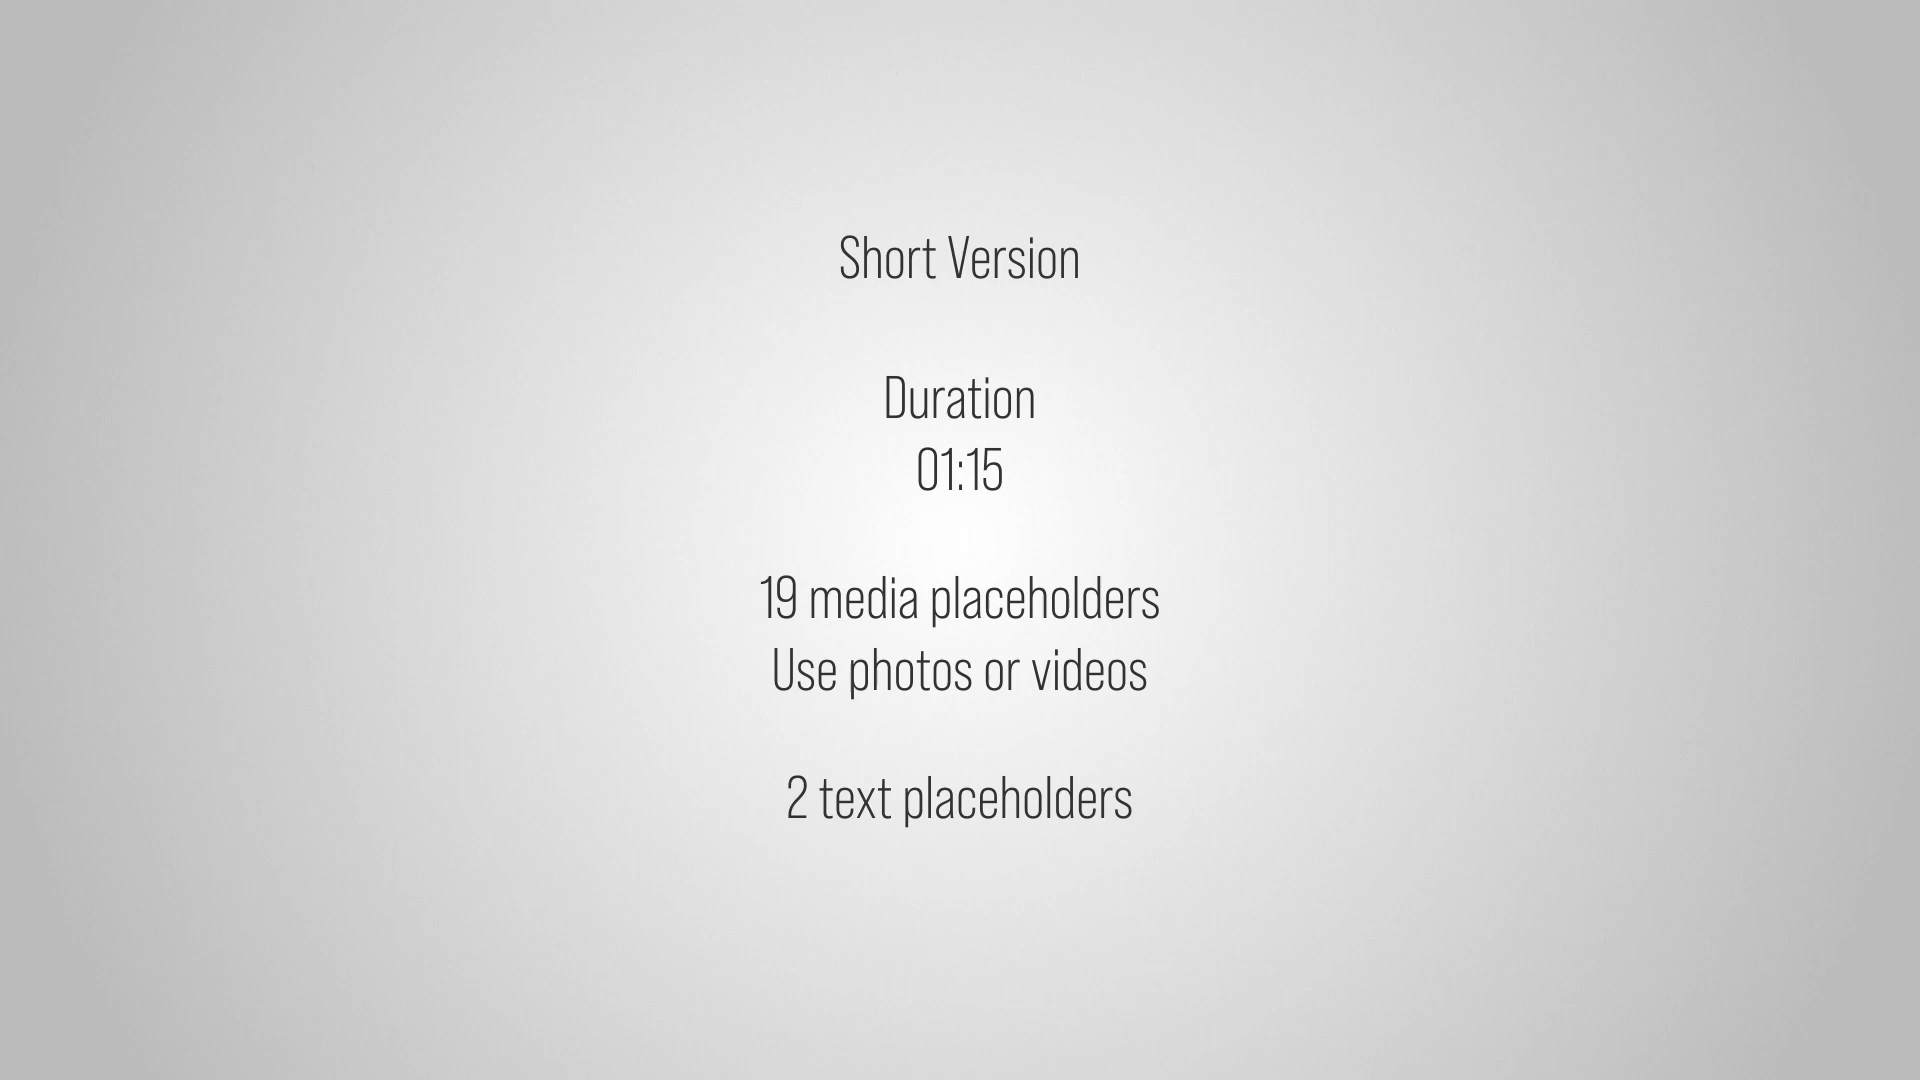 Short Version
Duration
01:15
19 media placeholders
Use photos or videos
2 text placeholders